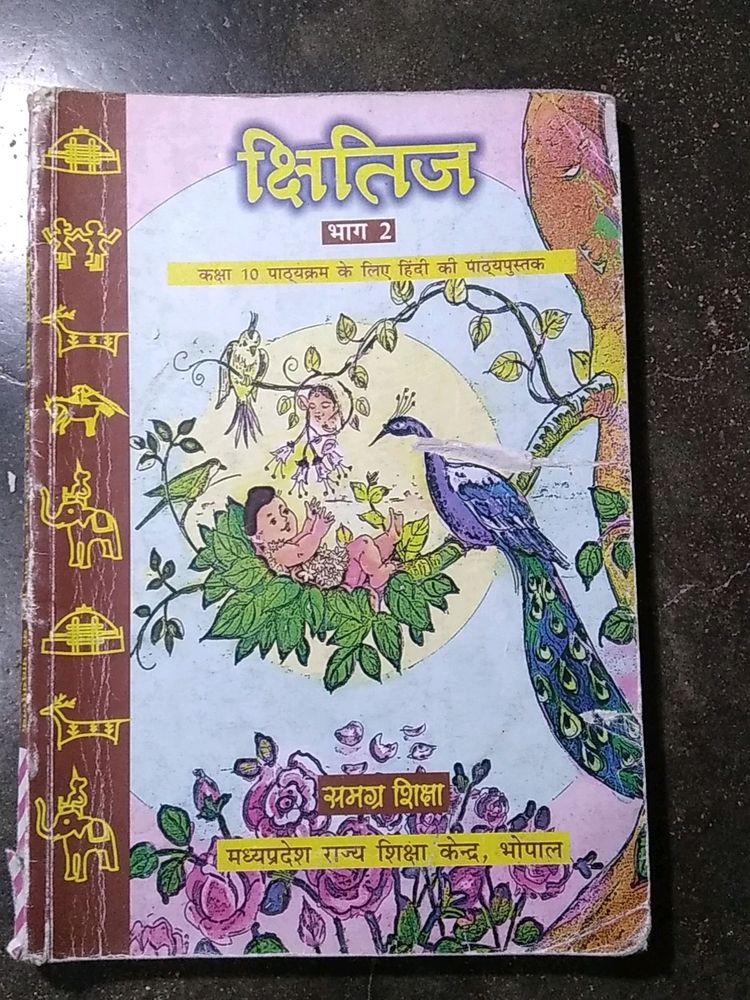 क्षितिज
भाग 2
कक्षा 10 पाठ्यक्रम के लिए हिंदी की पाठ्यपुस्तक
समग्र शिक्षा
मध्यप्रदेश राज्य शिक्षा केन्द्र, भोपाल